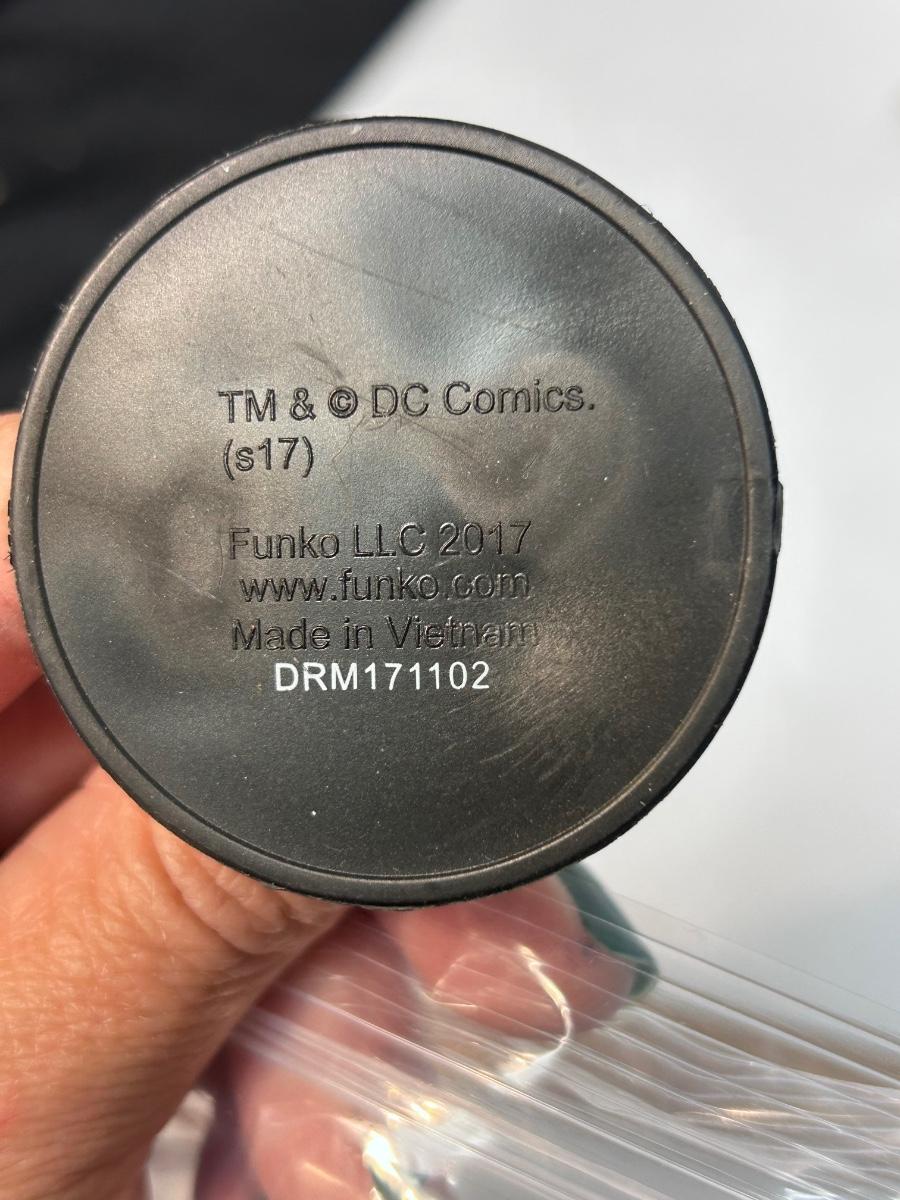 TM & © DC Comics.
(s17)
Funko LLC 2017
www.funko.com
Made in Vietnam
DRM171102